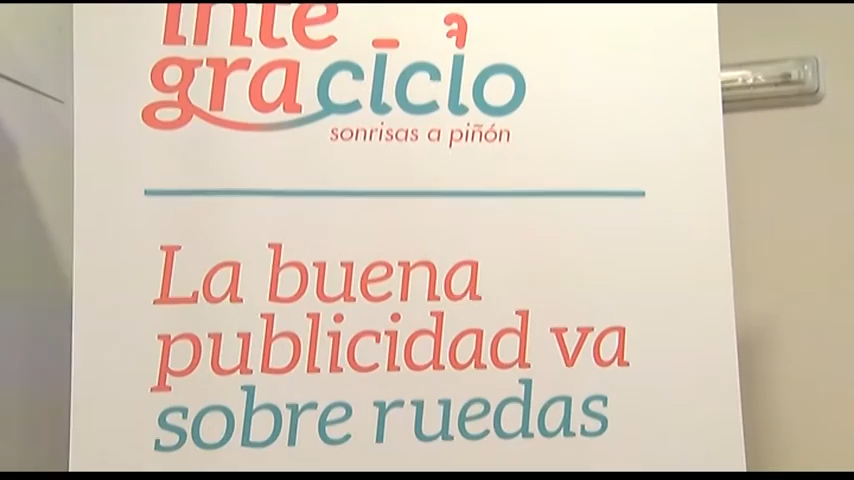 inte
graciclo
sonrisas a piñón
La buena
publicidad va
sobre ruedas